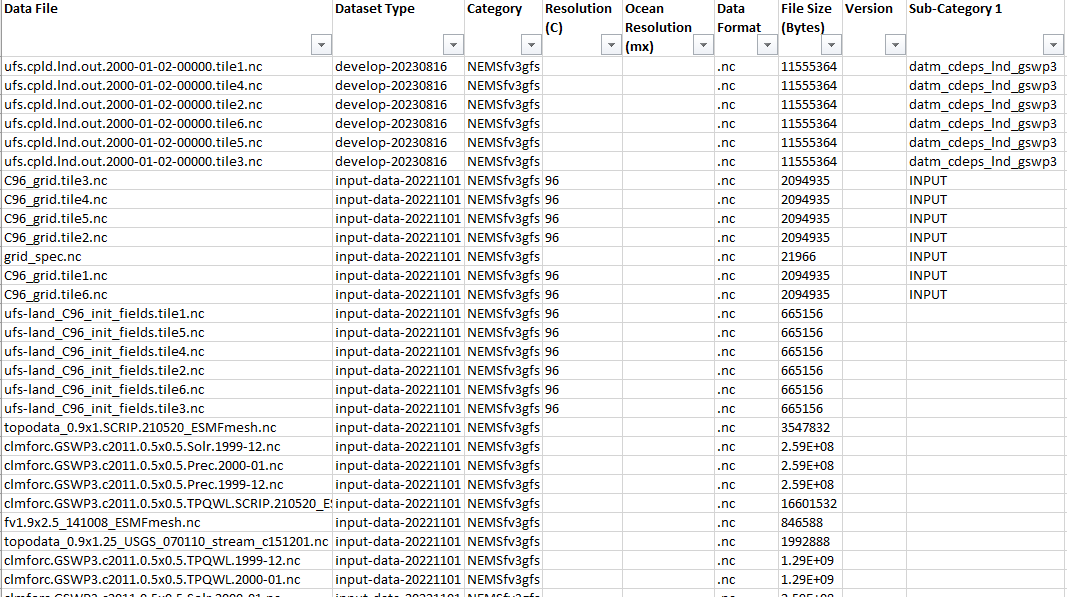 Data File Dataset Type Category Resolution (C) Ocean Resolution (mx) Data Format File Size (Bytes) Version Sub-Category 1
ufs.cpld.lnd.out.2000-01-02-00000.tile1.nc develop-20230816 NEMSfv3gfs .nc 11555364 datm_cdeps_lnd_gswp3
ufs.cpld.lnd.out.2000-01-02-00000.tile4.nc develop-20230816 NEMSfv3gfs .nc 11555364 datm_cdeps_lnd_gswp3
ufs.cpld.lnd.out.2000-01-02-00000.tile2.nc develop-20230816 NEMSfv3gfs .nc 11555364 datm_cdeps_lnd_gswp3
ufs.cpld.lnd.out.2000-01-02-00000.tile6.nc develop-20230816 NEMSfv3gfs .nc 11555364 datm_cdeps_lnd_gswp3
ufs.cpld.lnd.out.2000-01-02-00000.tile5.nc develop-20230816 NEMSfv3gfs .nc 11555364 datm_cdeps_lnd_gswp3
ufs.cpld.lnd.out.2000-01-02-00000.tile3.nc develop-20230816 NEMSfv3gfs .nc 11555364 datm_cdeps_lnd_gswp3
C96_grid.tile3.nc input-data-20221101 NEMSfv3gfs 96 .nc 2094935 INPUT
C96_grid.tile4.nc input-data-20221101 NEMSfv3gfs 96 .nc 2094935 INPUT
C96_grid.tile5.nc input-data-20221101 NEMSfv3gfs 96 .nc 2094935 INPUT
C96_grid.tile2.nc input-data-20221101 NEMSfv3gfs 96 .nc 2094935 INPUT
grid_spec.nc input-data-20221101 NEMSfv3gfs .nc 21966 INPUT
C96_grid.tile1.nc input-data-20221101 NEMSfv3gfs 96 .nc 2094935 INPUT
C96_grid.tile6.nc input-data-20221101 NEMSfv3gfs 96 .nc 2094935 INPUT
ufs-land_C96_init_fields.tile1.nc input-data-20221101 NEMSfv3gfs 96 .nc 665156
ufs-land_C96_init_fields.tile5.nc input-data-20221101 NEMSfv3gfs 96 .nc 665156
ufs-land_C96_init_fields.tile4.nc input-data-20221101 NEMSfv3gfs 96 .nc 665156
ufs-land_C96_init_fields.tile2.nc input-data-20221101 NEMSfv3gfs 96 .nc 665156
ufs-land_C96_init_fields.tile6.nc input-data-20221101 NEMSfv3gfs 96 .nc 665156
ufs-land_C96_init_fields.tile3.nc input-data-20221101 NEMSfv3gfs 96 .nc 665156
topodata_0.9x1.SCRIP.210520_ESMFmesh.nc input-data-20221101 NEMSfv3gfs .nc 3547832
clmforc.GSWP3.c2011.0.5x0.5.Solr.1999-12.nc input-data-20221101 NEMSfv3gfs .nc 2.59E+08
clmforc.GSWP3.c2011.0.5x0.5.Prec.2000-01.nc input-data-20221101 NEMSfv3gfs .nc 2.59E+08
clmforc.GSWP3.c2011.0.5x0.5.Prec.1999-12.nc input-data-20221101 NEMSfv3gfs .nc 2.59E+08
clmforc.GSWP3.c2011.0.5x0.5.TPQWL.SCRIP.210520_E input-data-20221101 NEMSfv3gfs .nc 16601532
fv1.9x2.5_141008_ESMFmesh.nc input-data-20221101 NEMSfv3gfs .nc 846588
topodata_0.9x1.25_USGS_070110_stream_c151201.nc input-data-20221101 NEMSfv3gfs .nc 1992888
clmforc.GSWP3.c2011.0.5x0.5.TPQWL.1999-12.nc input-data-20221101 NEMSfv3gfs .nc 1.29E+09
clmforc.GSWP3.c2011.0.5x0.5.TPQWL.2000-01.nc input-data-20221101 NEMSfv3gfs .nc 1.29E+09